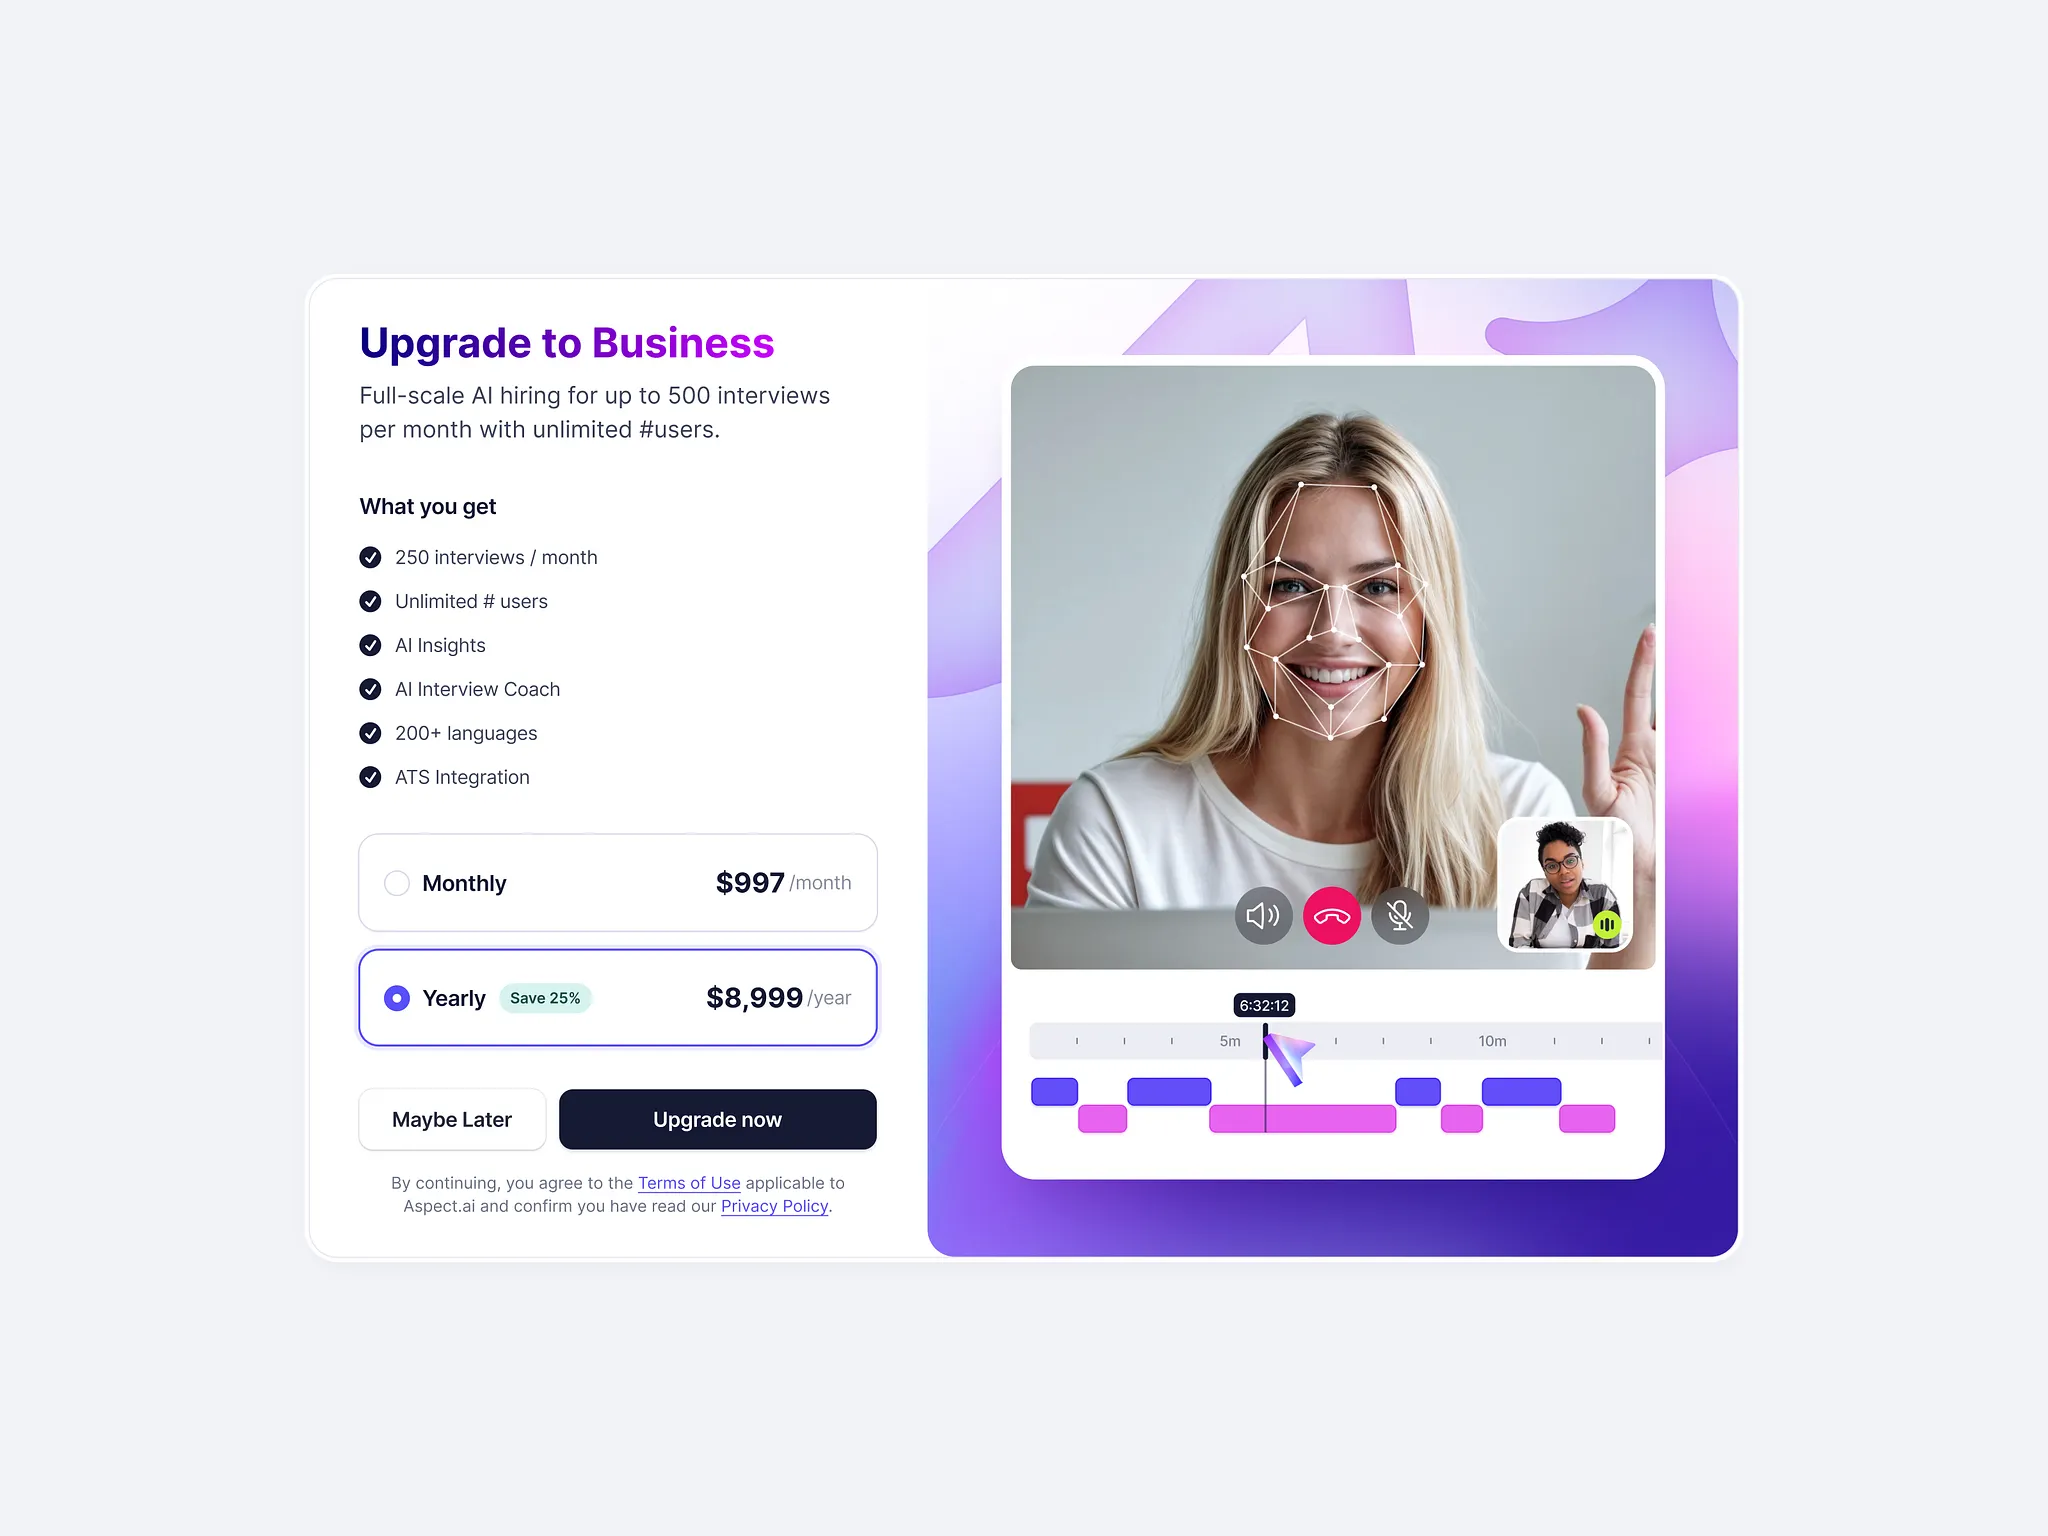 Upgrade to Business
Full-scale AI hiring for up to 500 interviews
per month with unlimited #users.
What you get
250 interviews / month
Unlimited # users
AI Insights
AI Interview Coach
200+ languages
ATS Integration
Monthly
$997 /month
Yearly
Save 25%
$8,999 /year
Maybe Later
Upgrade now
By continuing, you agree to the Terms of Use applicable to
Aspect.ai and confirm you have read our Privacy Policy.
6:32:12
5m
10m